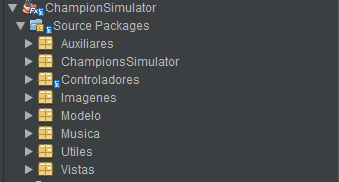 ChampionSimulator
Source Packages
Auxiliares
ChampionsSimulator
Controladores
Imagenes
Modelo
Musica
Utiles
Vistas